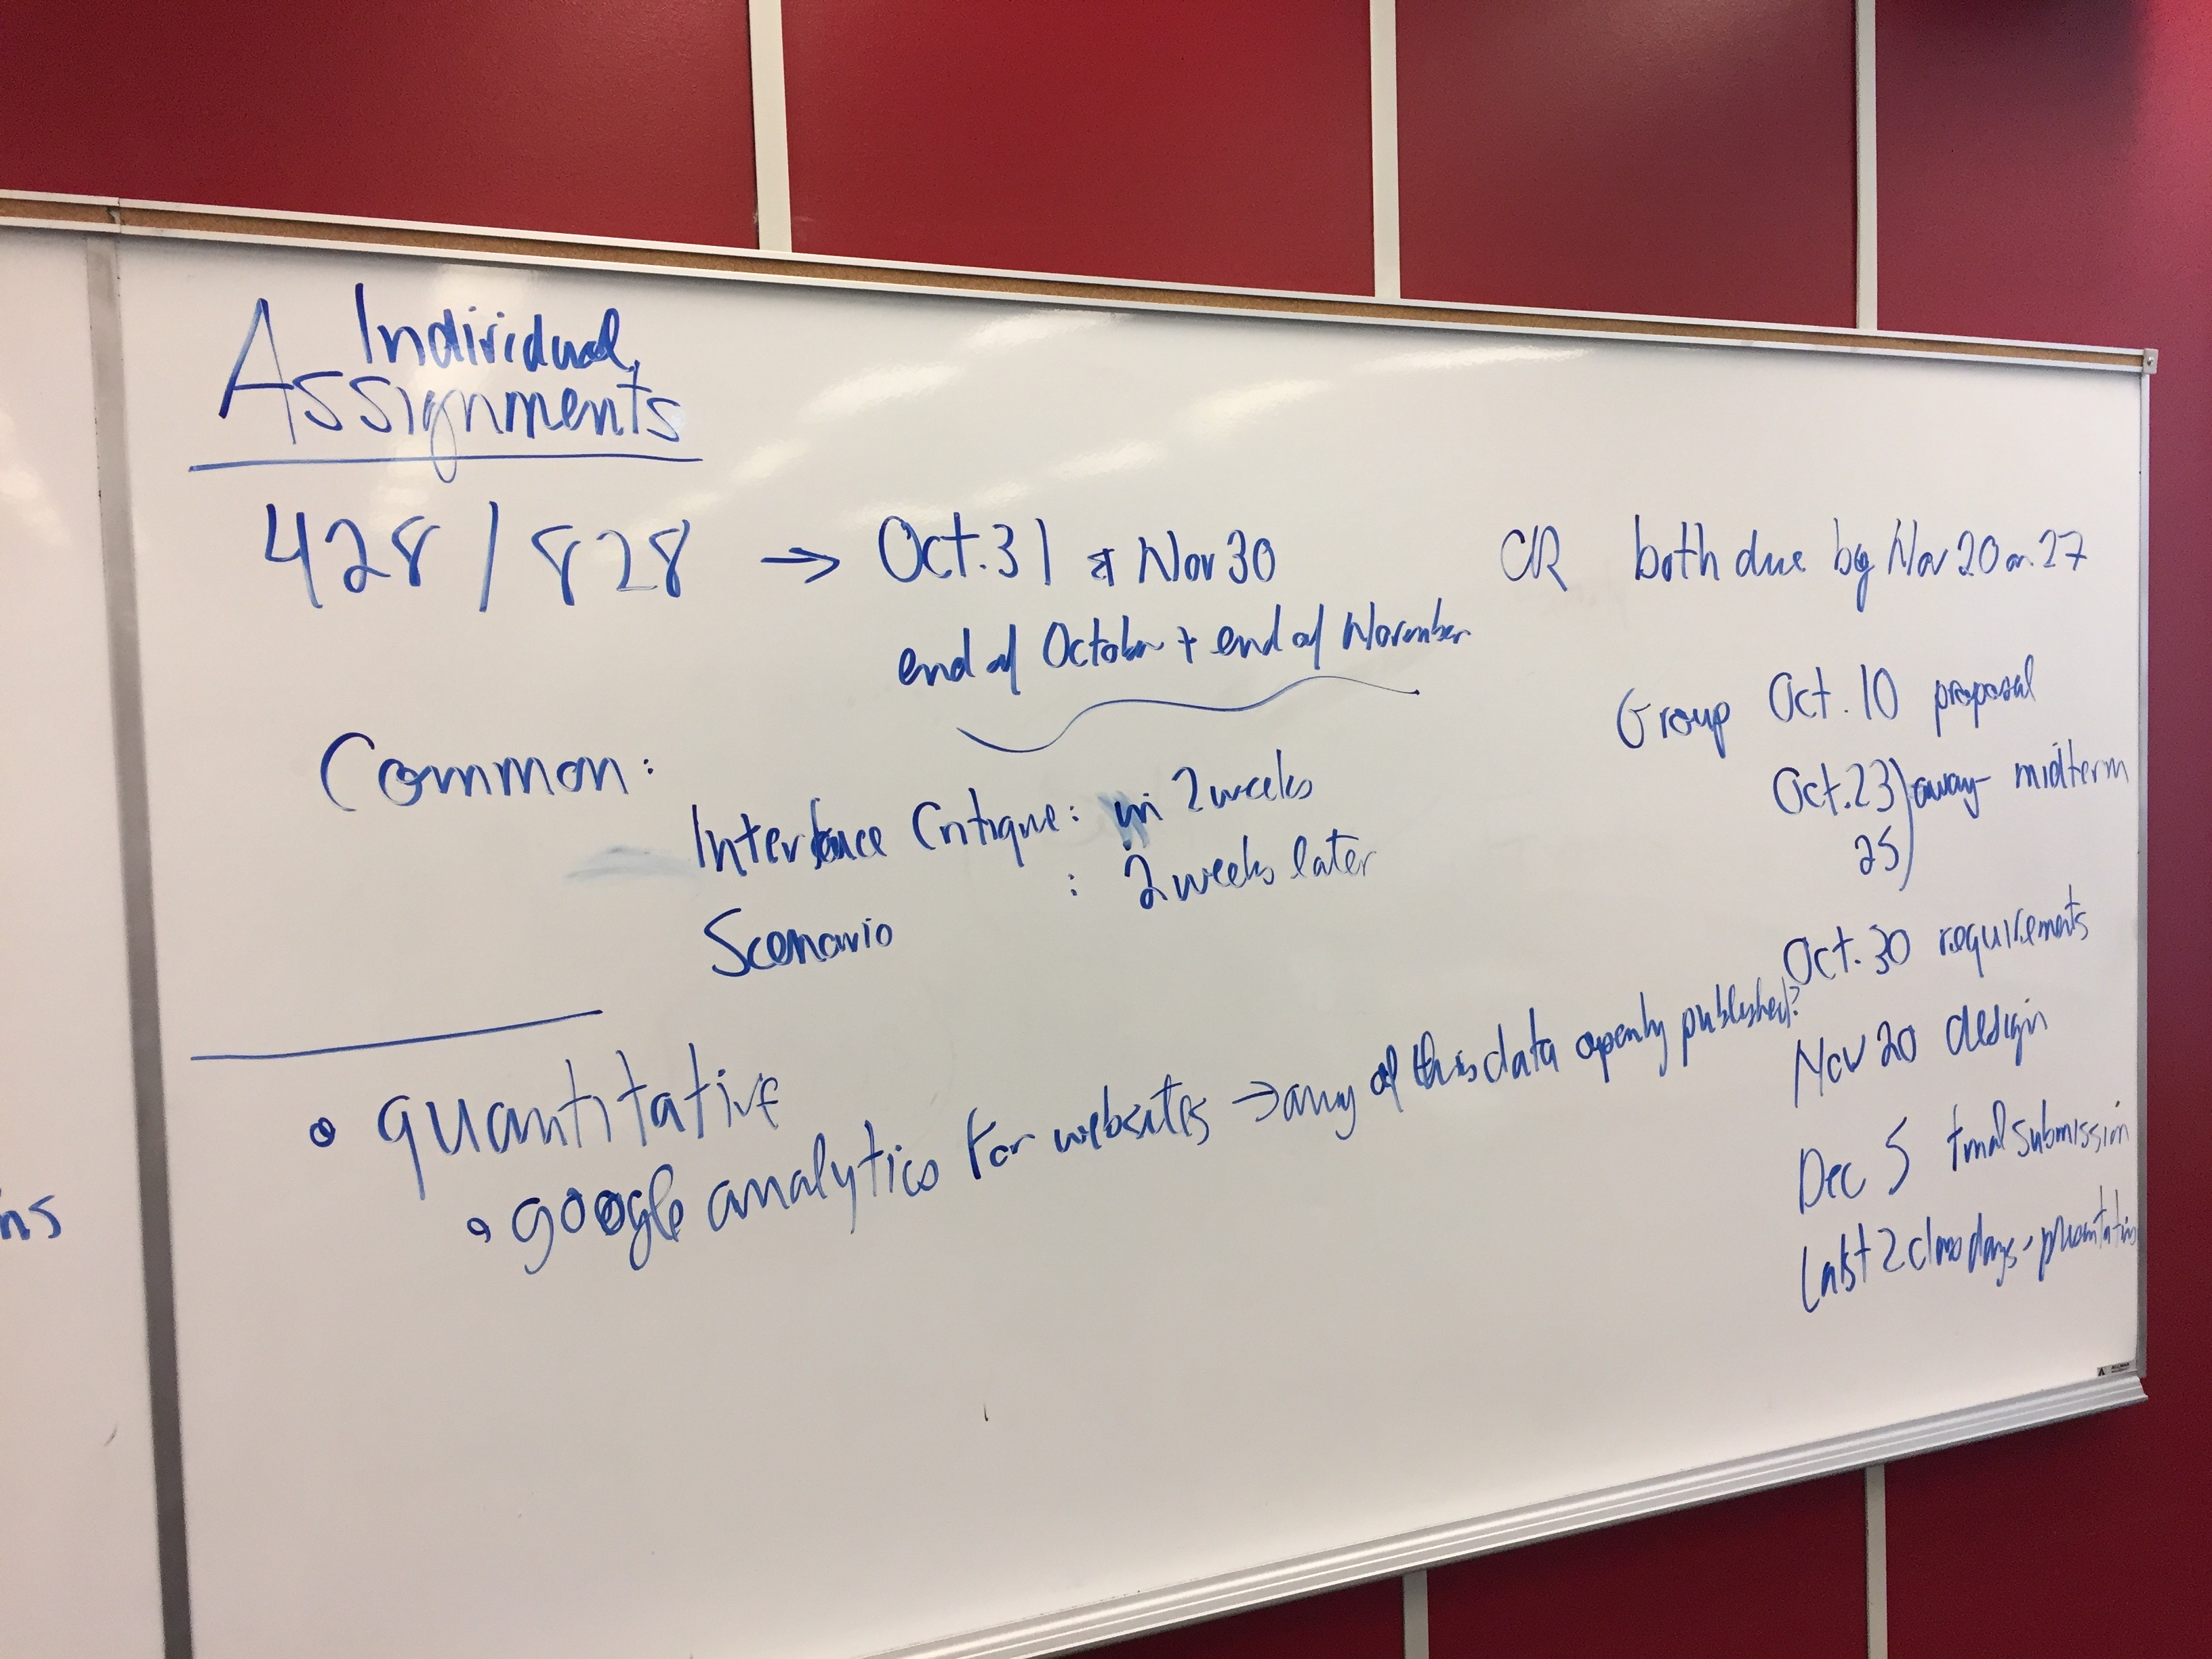 Individual
Assignments
428 / 828 → Oct. 31 & Nov 30 OR both due by Nov 20 or 27
end of October + end of November
Common:
Interface Critique: in 2 weeks
Scenario : 2 weeks later
Group Oct. 10 proposal
Oct. 23) away - midterm
25)
Oct. 30 requirements
Nov 20 design
Dec 5 final submission
Last 2 class days - presentations
• quantitative
• google analytics for websites → any of this data openly published?
ns